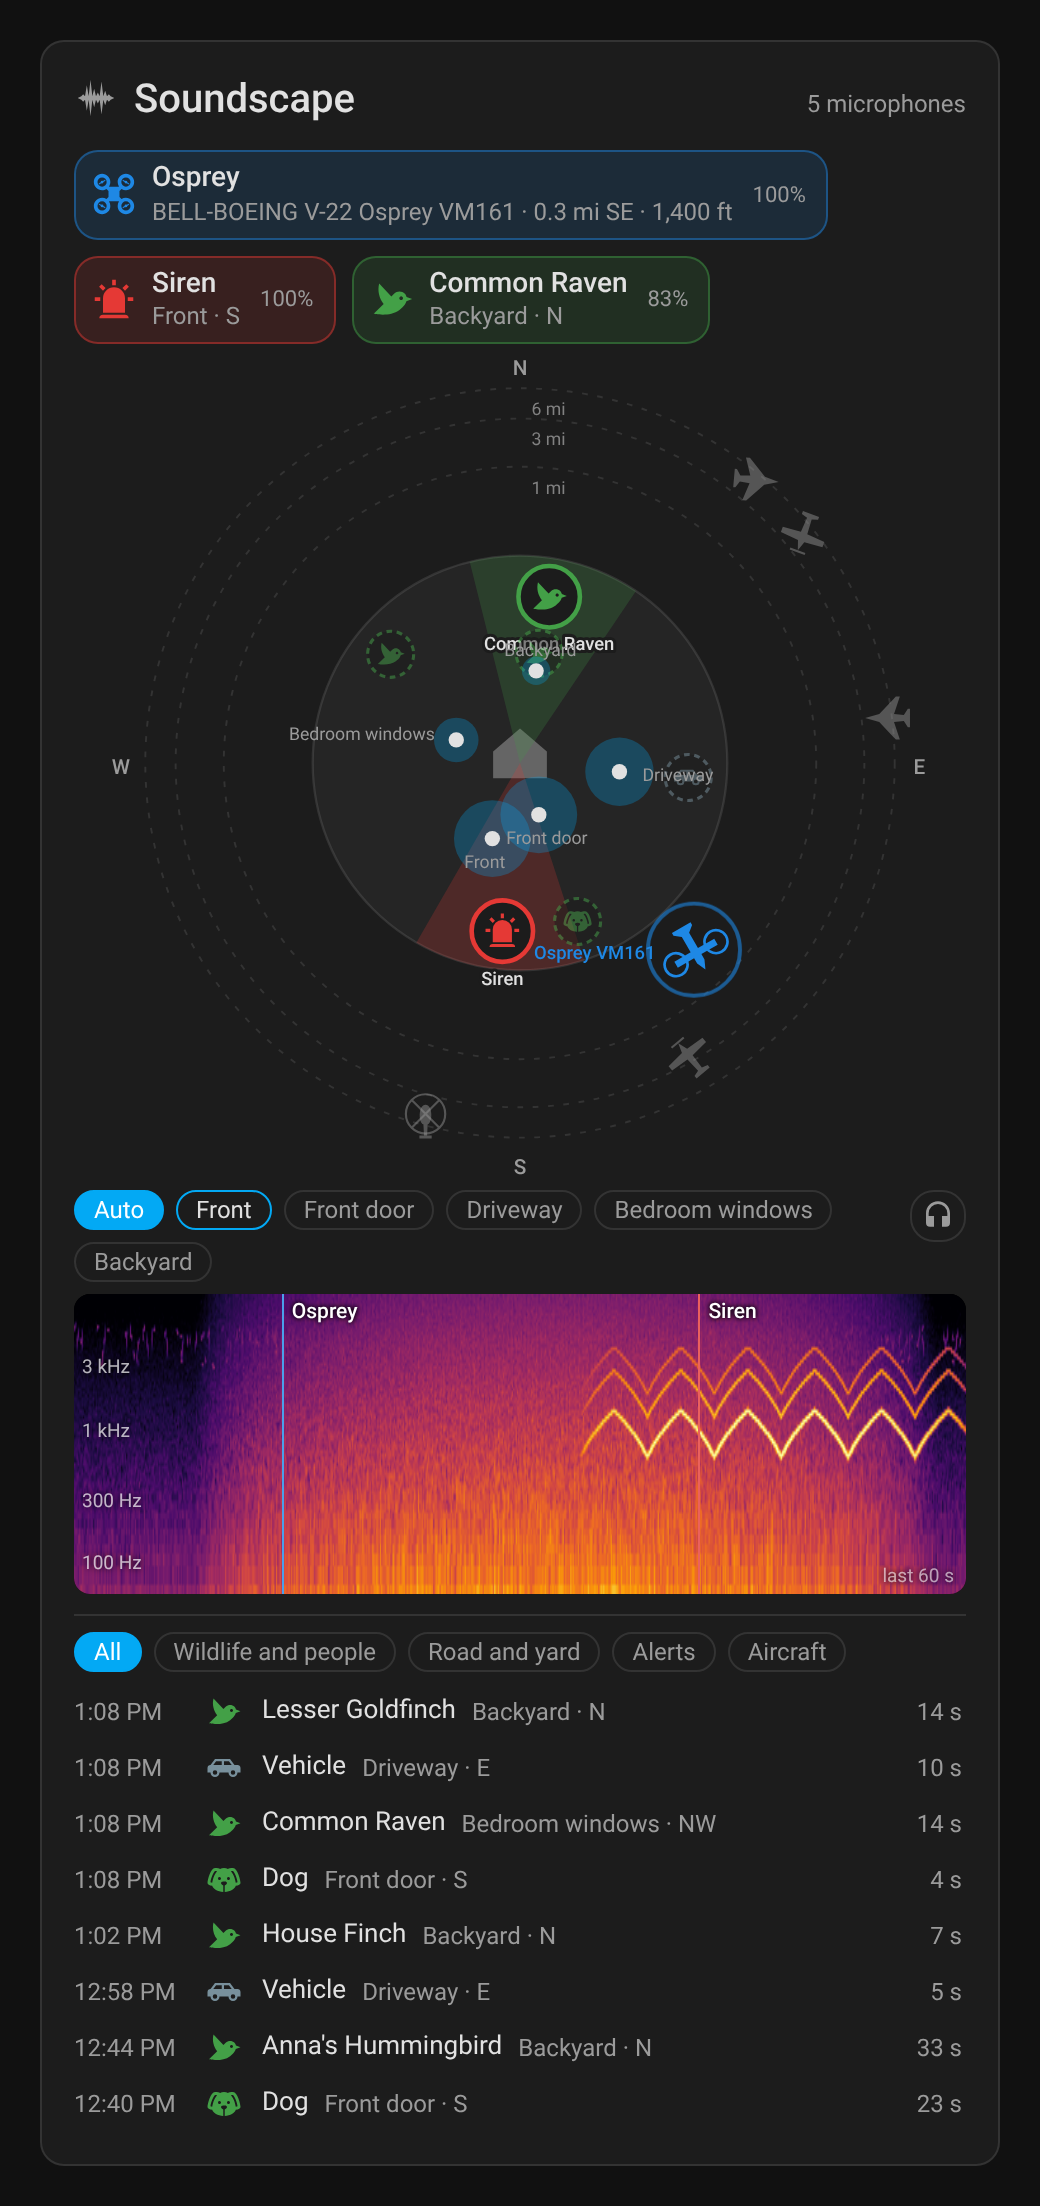 Soundscape
5 microphones
Osprey
BELL-BOEING V-22 Osprey VM161 · 0.3 mi SE · 1,400 ft
100%
Siren
Front · S
100%
Common Raven
Backyard · N
83%
N
6 mi
3 mi
1 mi
Common Raven
Backyard
Bedroom windows
W
Driveway
E
Front door
Front
Osprey VM161
Siren
S
Auto
Front
Front door
Driveway
Bedroom windows
Backyard
Osprey
Siren
3 kHz
1 kHz
300 Hz
100 Hz
last 60 s
All
Wildlife and people
Road and yard
Alerts
Aircraft
1:08 PM Lesser Goldfinch Backyard · N 14 s
1:08 PM Vehicle Driveway · E 10 s
1:08 PM Common Raven Bedroom windows · NW 14 s
1:08 PM Dog Front door · S 4 s
1:02 PM House Finch Backyard · N 7 s
12:58 PM Vehicle Driveway · E 5 s
12:44 PM Anna's Hummingbird Backyard · N 33 s
12:40 PM Dog Front door · S 23 s